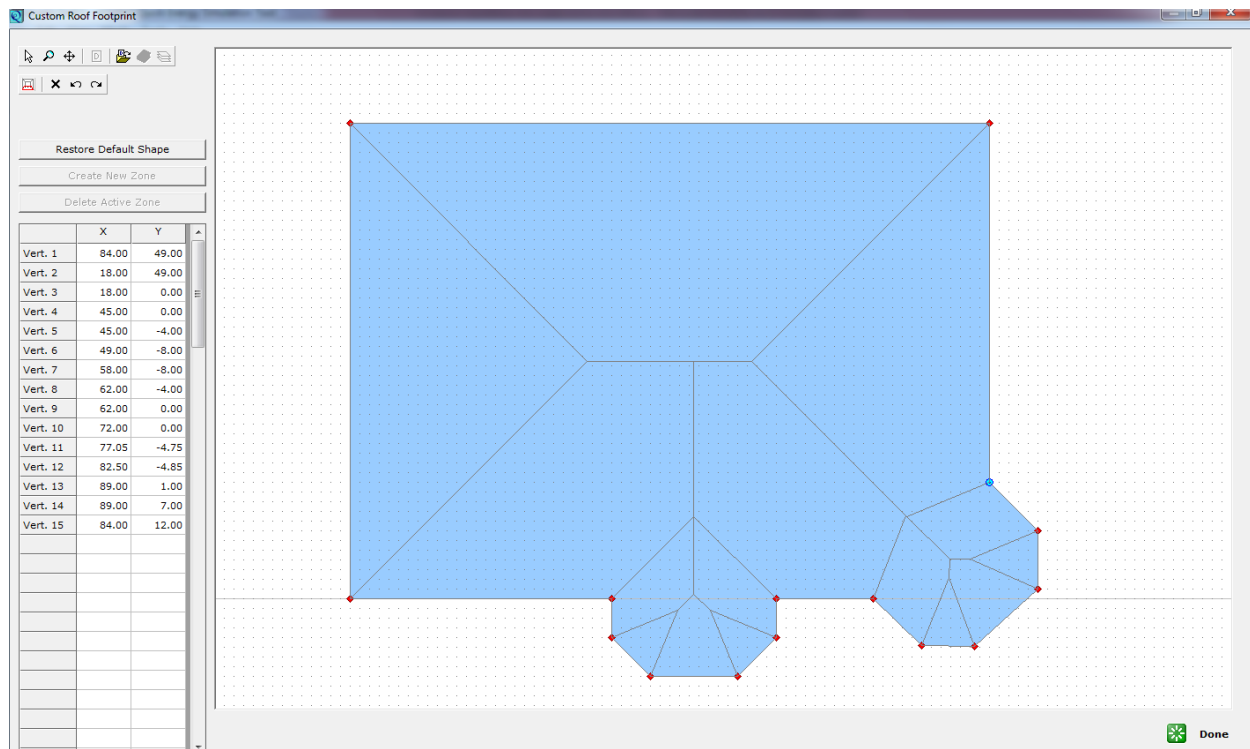 Custom Roof Footprint
D
Restore Default Shape
Create New Zone
Delete Active Zone
X Y
Vert. 1 84.00 49.00
Vert. 2 18.00 49.00
Vert. 3 18.00 0.00
Vert. 4 45.00 0.00
Vert. 5 45.00 -4.00
Vert. 6 49.00 -8.00
Vert. 7 58.00 -8.00
Vert. 8 62.00 -4.00
Vert. 9 62.00 0.00
Vert. 10 72.00 0.00
Vert. 11 77.05 -4.75
Vert. 12 82.50 -4.85
Vert. 13 89.00 1.00
Vert. 14 89.00 7.00
Vert. 15 84.00 12.00
Done